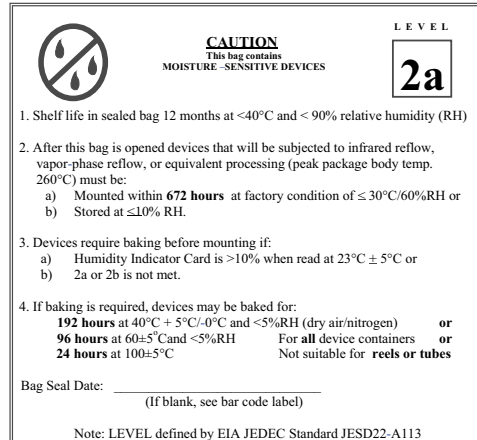 LEVEL
CAUTION
This bag contains
MOISTURE –SENSITIVE DEVICES
2a
1. Shelf life in sealed bag 12 months at <40°C and < 90% relative humidity (RH)
2. After this bag is opened devices that will be subjected to infrared reflow,
vapor-phase reflow, or equivalent processing (peak package body temp.
260°C) must be:
a) Mounted within 672 hours at factory condition of ≤ 30°C/60%RH or
b) Stored at ≤10% RH.
3. Devices require baking before mounting if:
a) Humidity Indicator Card is >10% when read at 23°C ± 5°C or
b) 2a or 2b is not met.
4. If baking is required, devices may be baked for:
192 hours at 40°C + 5°C/-0°C and <5%RH (dry air/nitrogen) or
96 hours at 60±5°Cand <5%RH For all device containers or
24 hours at 100±5°C Not suitable for reels or tubes
Bag Seal Date: ______________________________
(If blank, see bar code label)
Note: LEVEL defined by EIA JEDEC Standard JESD22-A113